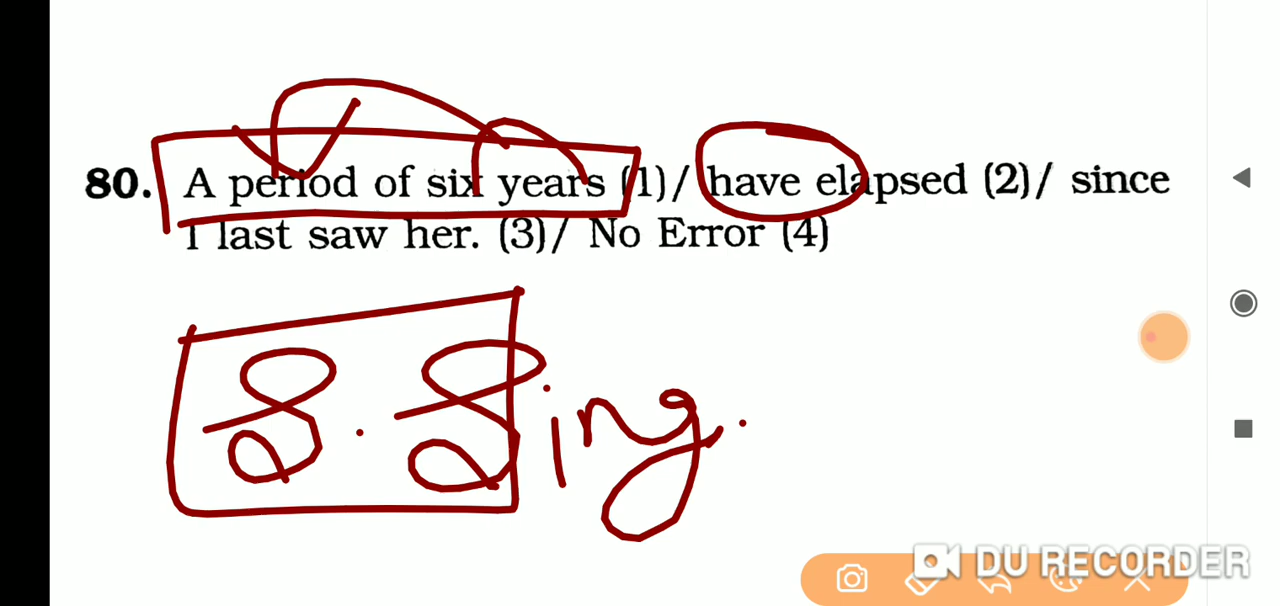 80. A period of six years (1)/ have elapsed (2)/ since
I last saw her. (3)/ No Error (4)
S. Sing.
DU RECORDER